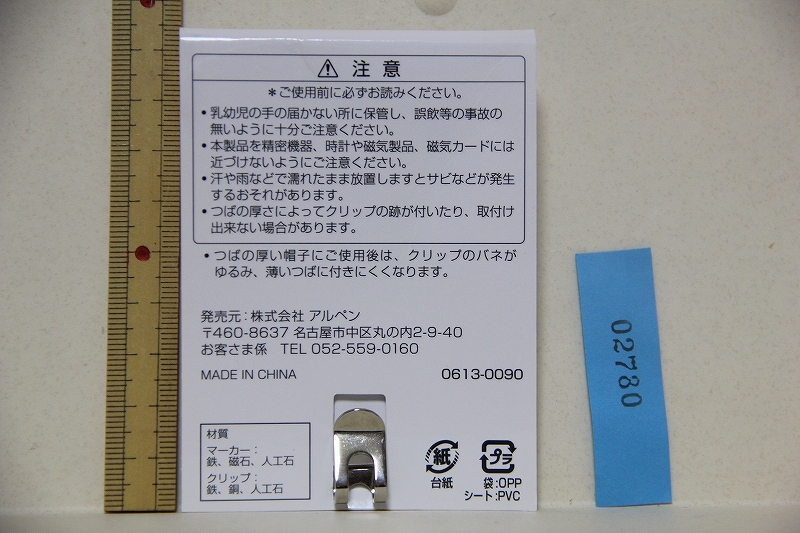 注意
＊ご使用前に必ずお読みください。
• 乳幼児の手の届かない所に保管し、誤飲等の事故の
無いように十分ご注意ください。
• 本製品を精密機器、時計や磁気製品、磁気カードには
近づけないようにご注意ください。
• 汗や雨などで濡れたまま放置しますとサビなどが発生
するおそれがあります。
• つばの厚さによってクリップの跡が付いたり、取付け
出来ない場合があります。
• つばの厚い帽子にご使用後は、クリップのバネが
ゆるみ、薄いつばに付きにくくなります。
発売元：株式会社 アルペン
〒460-8637 名古屋市中区丸の内2-9-40
お客さま係　TEL 052-559-0160
MADE IN CHINA 0613-0090
材質
マーカー：
鉄、磁石、人工石
クリップ：
鉄、銅、人工石
紙
台紙
プラ
袋：OPP
シート：PVC
02780